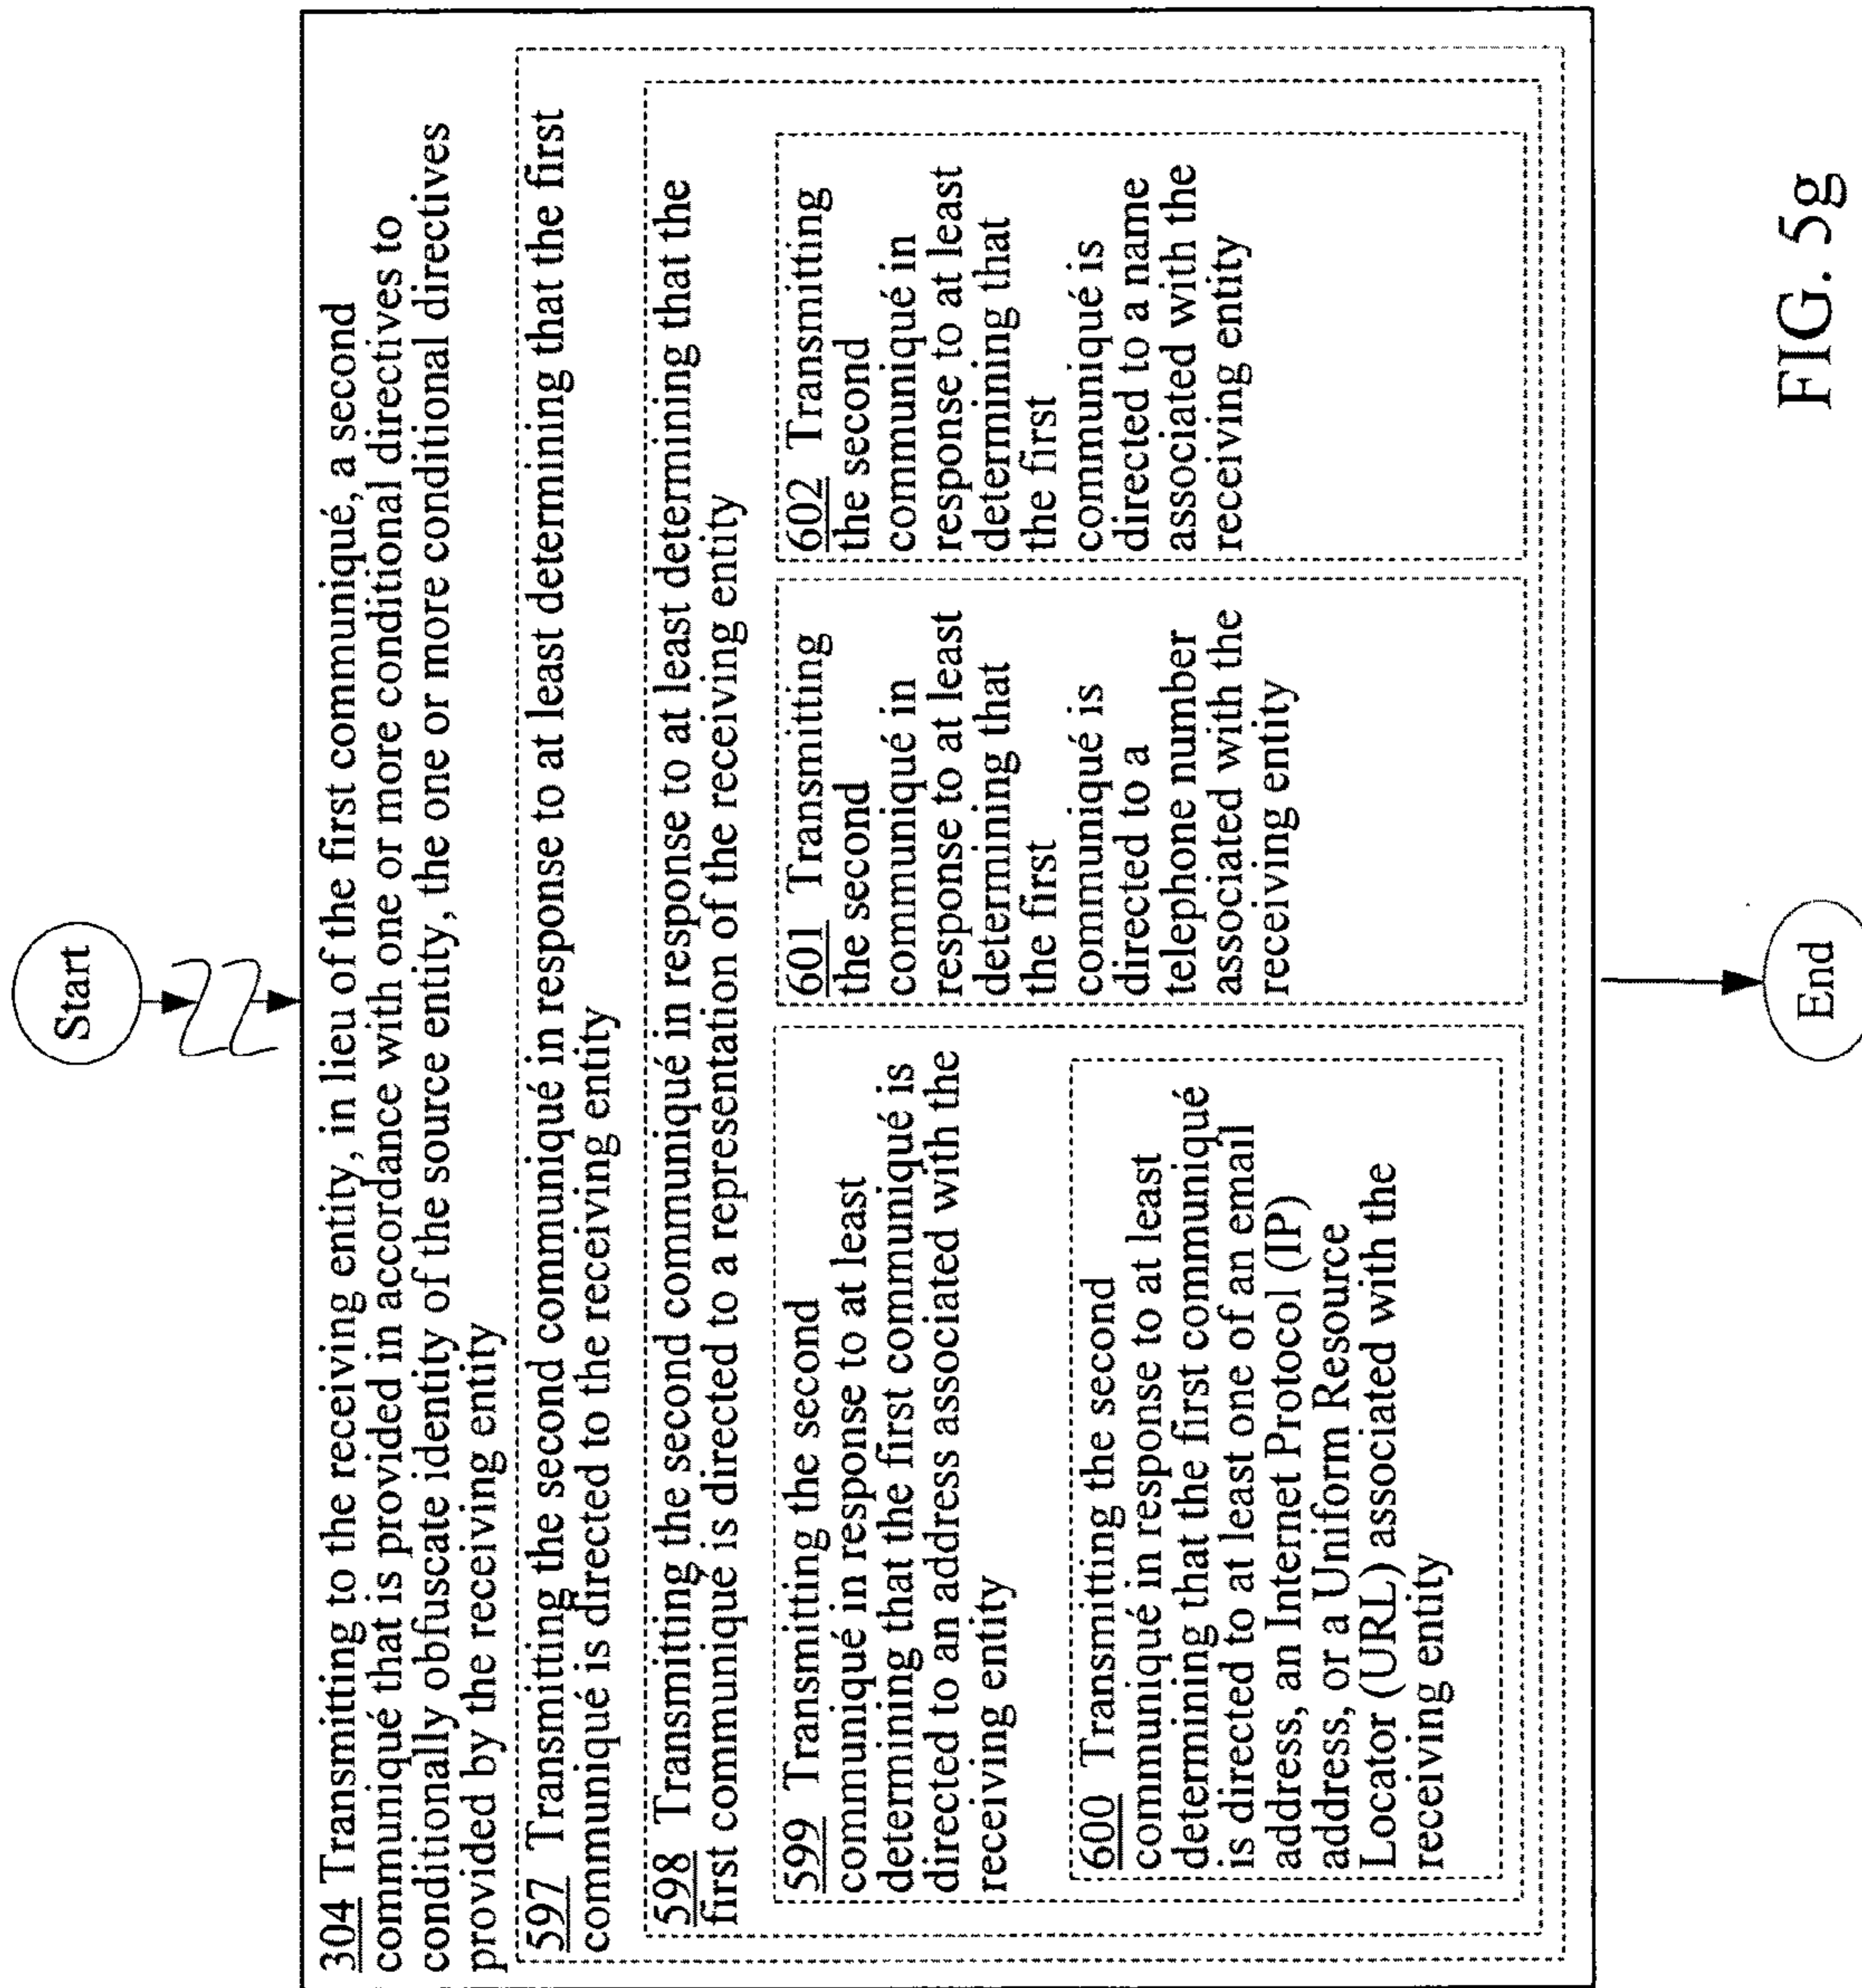 Start
304 Transmitting to the receiving entity, in lieu of the first communiqué, a second
communiqué that is provided in accordance with one or more conditional directives to
conditionally obfuscate identity of the source entity, the one or more conditional directives
provided by the receiving entity
597 Transmitting the second communiqué in response to at least determining that the first
communiqué is directed to the receiving entity
598 Transmitting the second communiqué in response to at least determining that the
first communiqué is directed to a representation of the receiving entity
599 Transmitting the second
communiqué in response to at least
determining that the first communiqué is
directed to an address associated with the
receiving entity
600 Transmitting the second
communiqué in response to at least
determining that the first communiqué
is directed to at least one of an email
address, an Internet Protocol (IP)
address, or a Uniform Resource
Locator (URL) associated with the
receiving entity
601 Transmitting
the second
communiqué in
response to at least
determining that
the first
communiqué is
directed to a
telephone number
associated with the
receiving entity
602 Transmitting
the second
communiqué in
response to at least
determining that
the first
communiqué is
directed to a name
associated with the
receiving entity
End
FIG. 5g